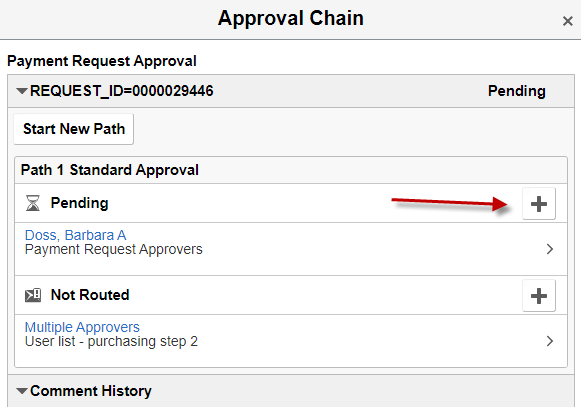 Approval Chain
Payment Request Approval
REQUEST_ID=0000029446 Pending
Start New Path
Path 1 Standard Approval
Pending
Doss, Barbara A
Payment Request Approvers
Not Routed
Multiple Approvers
User list - purchasing step 2
Comment History